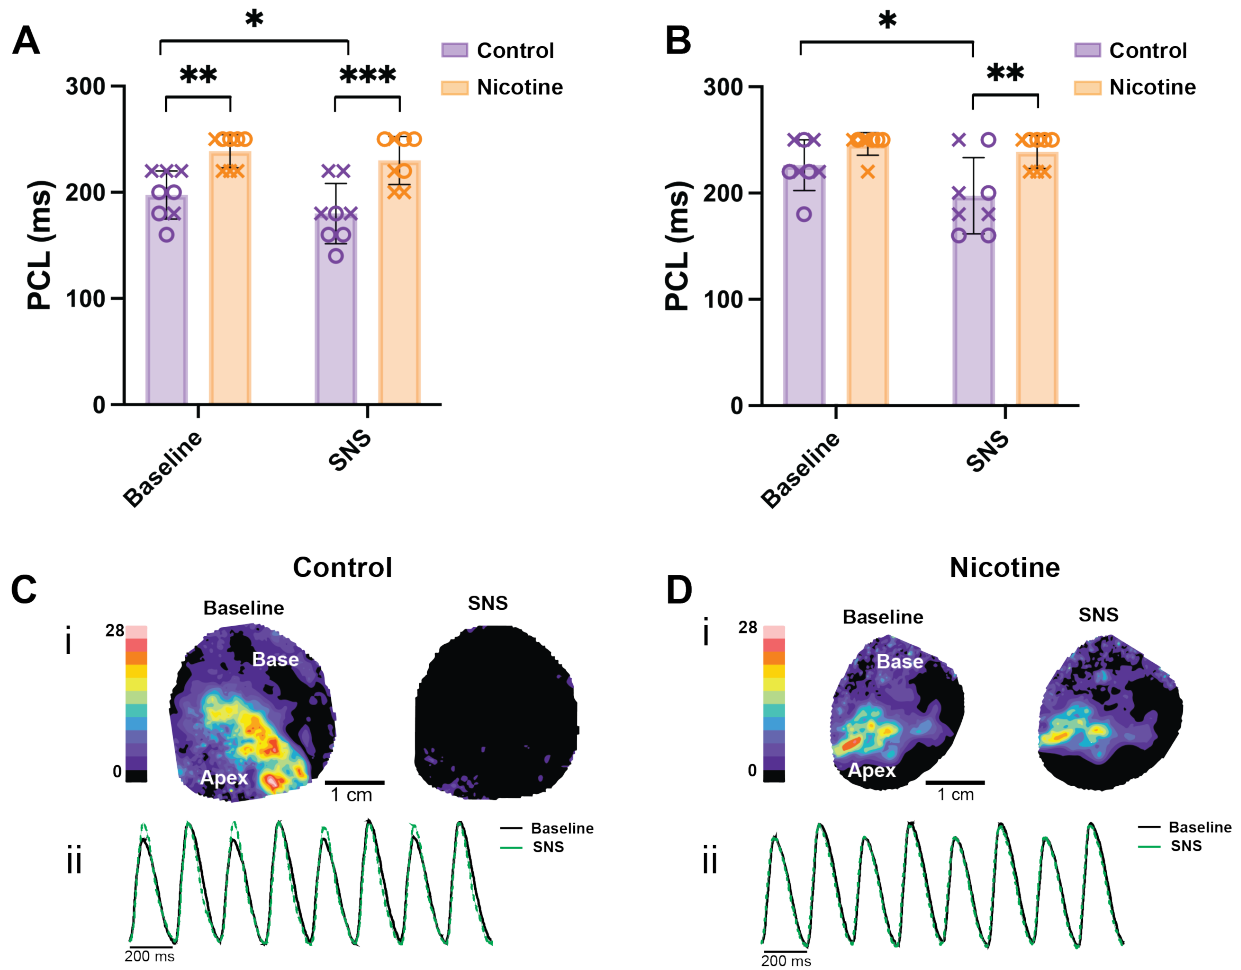 A
*
Control
Nicotine
** ***
300
200
100
0
PCL (ms)
Baseline
SNS
B
*
Control
Nicotine
**
300
200
100
0
PCL (ms)
Baseline
SNS
Control
C
i
Baseline
SNS
28
0
Base
Apex
1 cm
ii
Baseline
SNS
200 ms
Nicotine
D
i
Baseline
SNS
28
0
Base
Apex
1 cm
ii
Baseline
SNS
200 ms